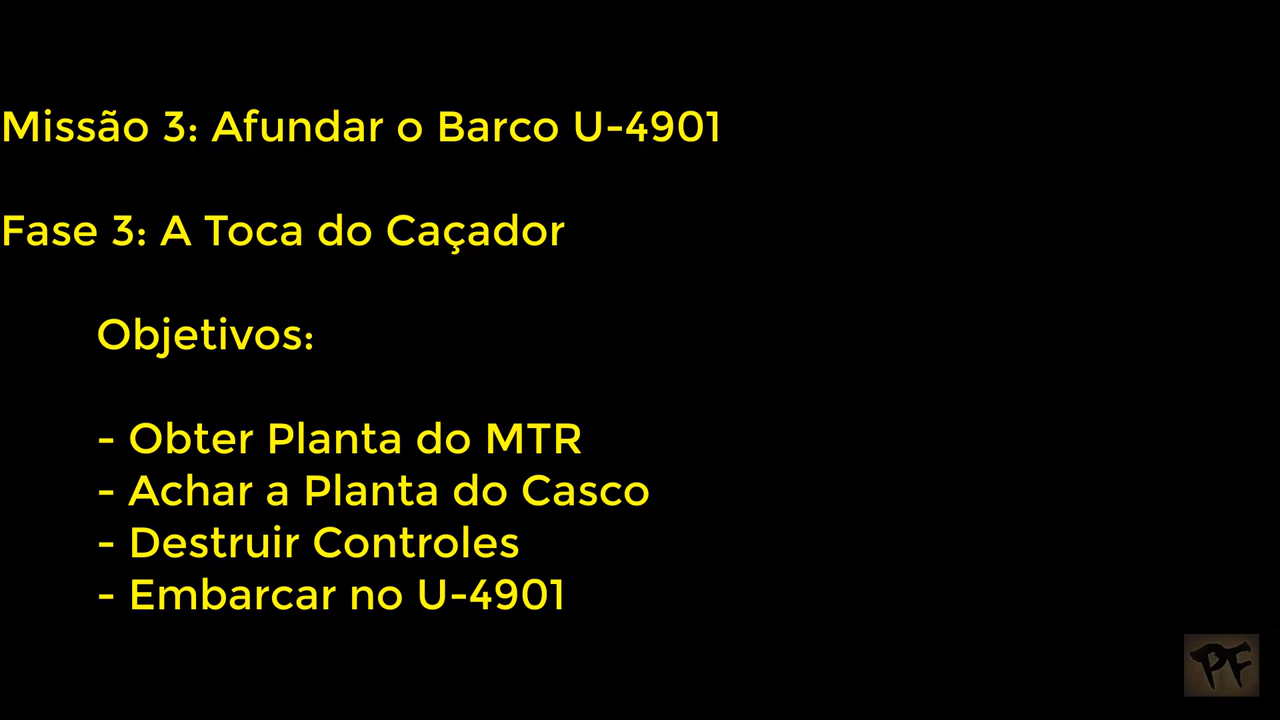 Missão 3: Afundar o Barco U-4901
Fase 3: A Toca do Caçador
Objetivos:
- Obter Planta do MTR
- Achar a Planta do Casco
- Destruir Controles
- Embarcar no U-4901
PF